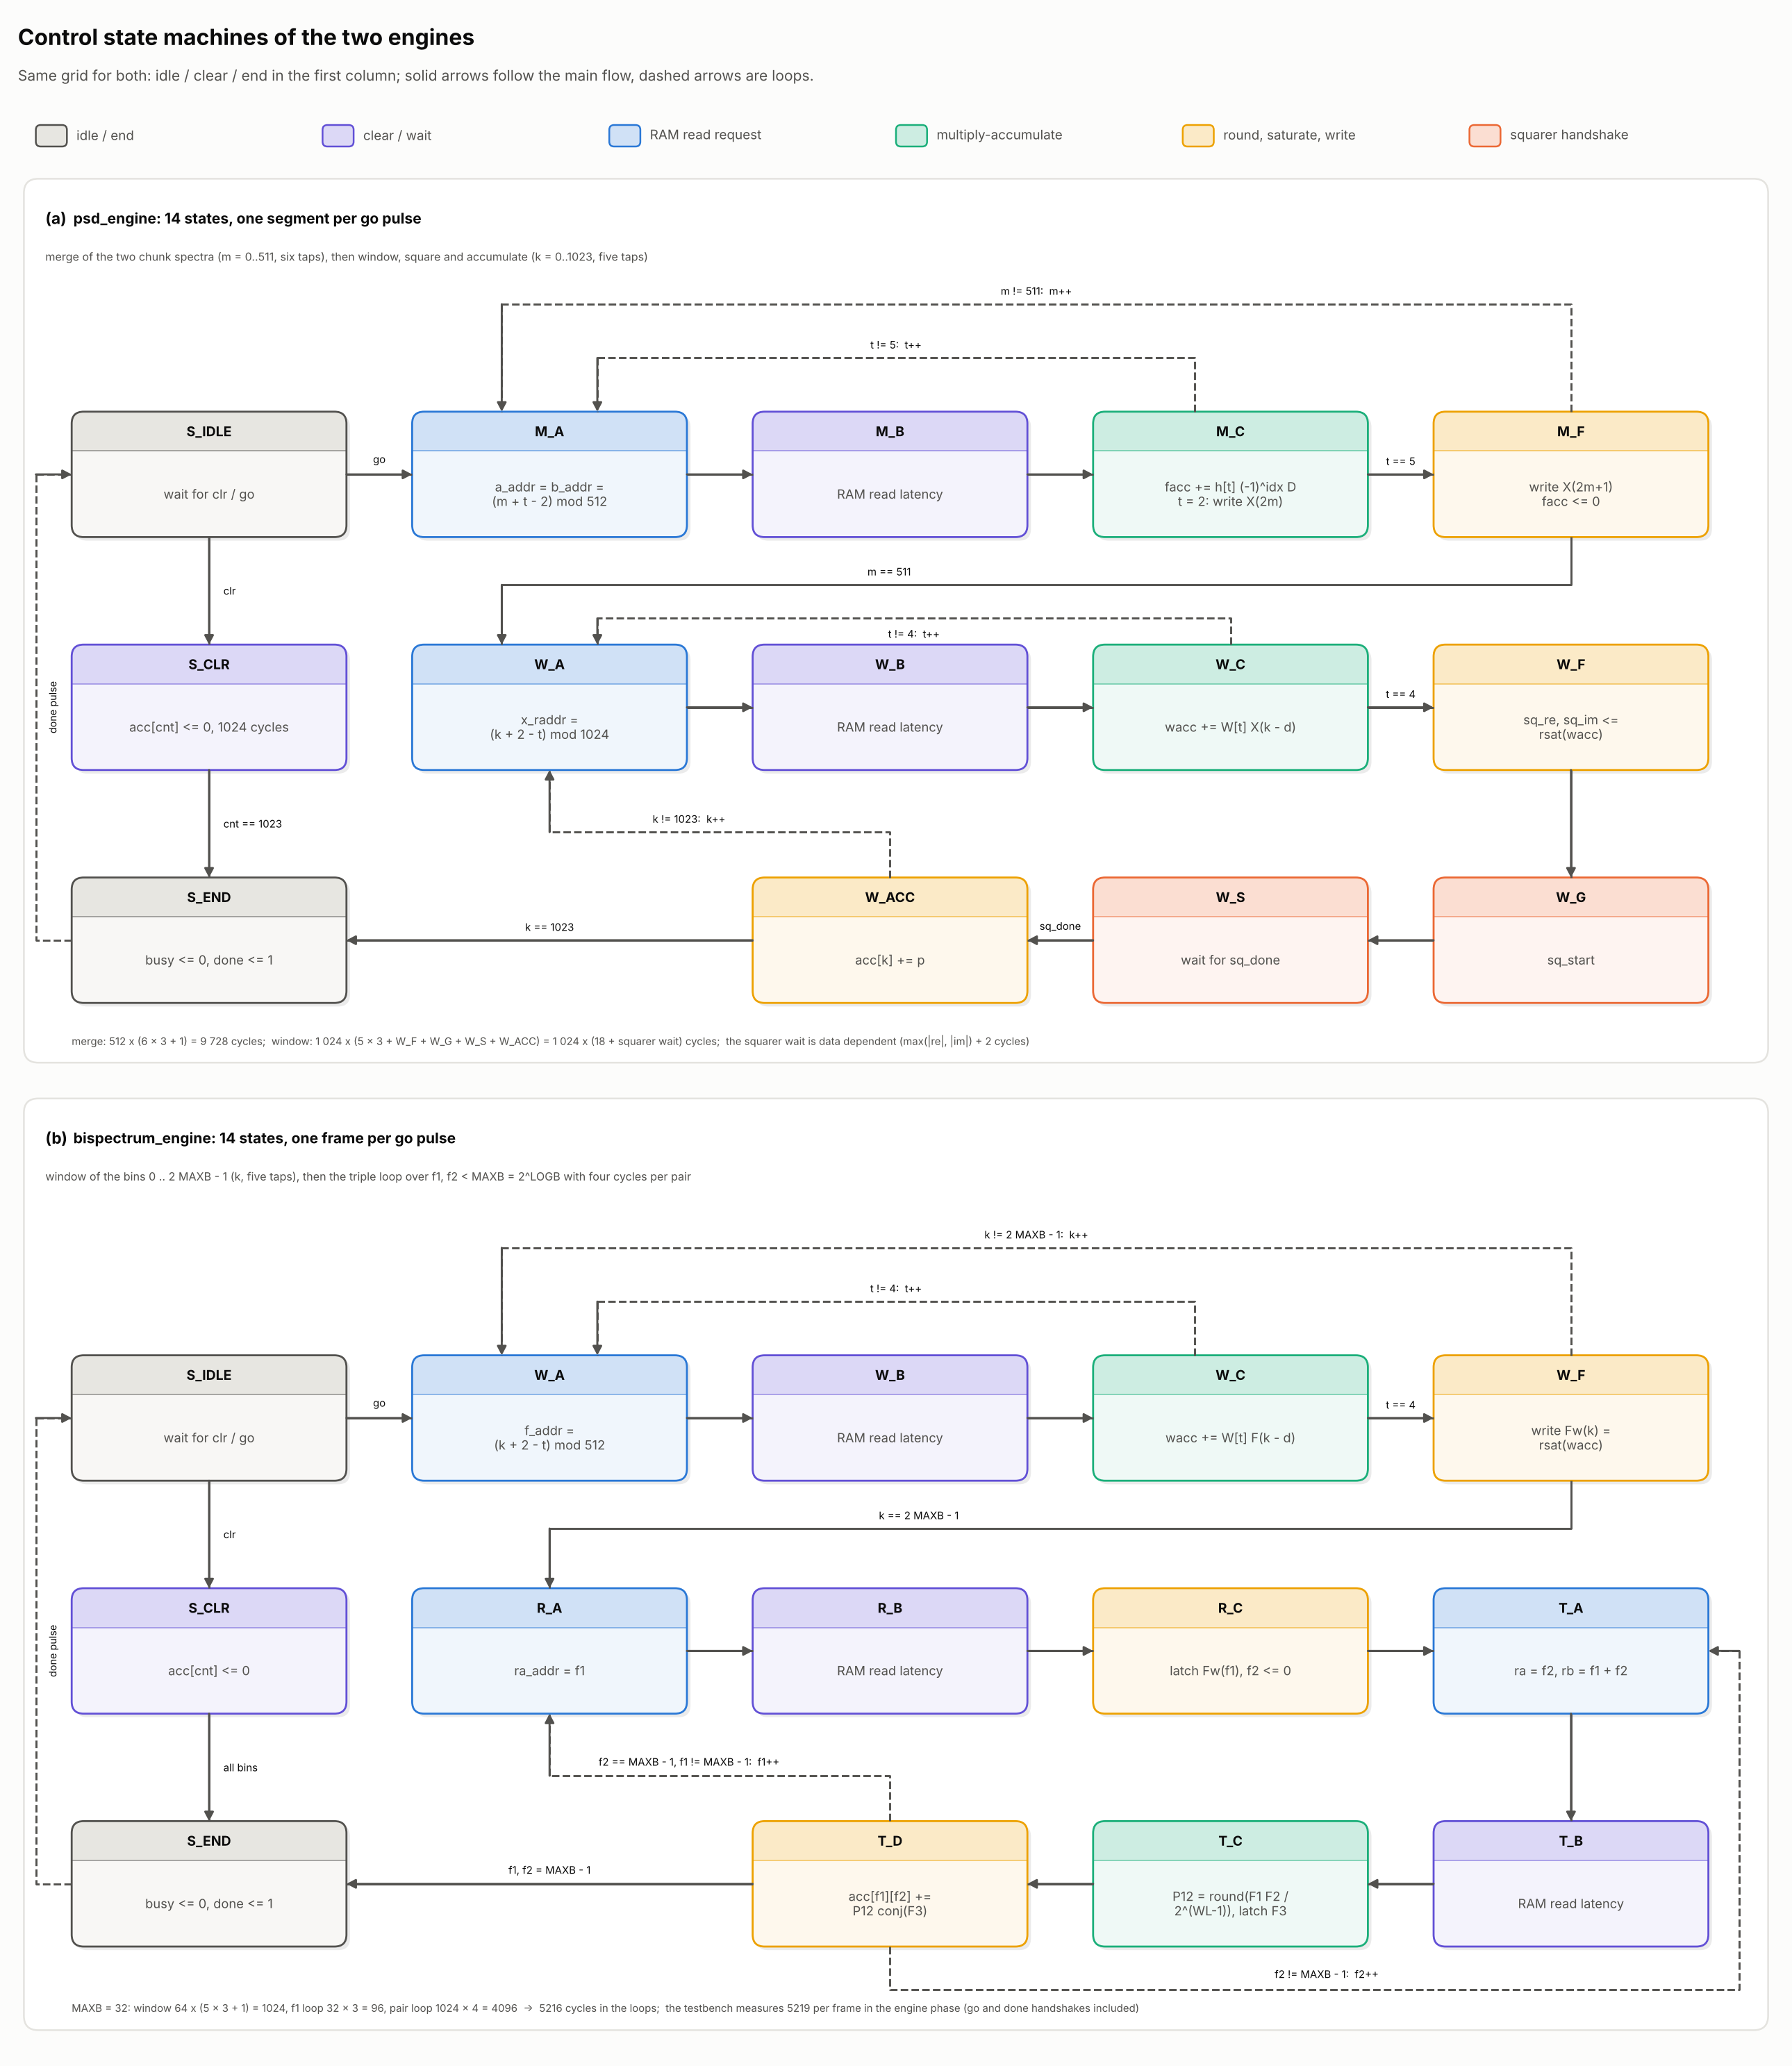 Control state machines of the two engines
Same grid for both: idle / clear / end in the first column; solid arrows follow the main flow, dashed arrows are loops.
idle / end
clear / wait
RAM read request
multiply-accumulate
round, saturate, write
squarer handshake
(a) psd_engine: 14 states, one segment per go pulse
merge of the two chunk spectra (m = 0..511, six taps), then window, square and accumulate (k = 0..1023, five taps)
m != 511: m++
t != 5: t++
S_IDLE
wait for clr / go
go
M_A
a_addr = b_addr =
(m + t - 2) mod 512
M_B
RAM read latency
M_C
facc += h[t] (-1)^idx D
t = 2: write X(2m)
t == 5
M_F
write X(2m+1)
facc <= 0
m == 511
clr
t != 4: t++
done pulse
S_CLR
acc[cnt] <= 0, 1024 cycles
W_A
x_raddr =
(k + 2 - t) mod 1024
W_B
RAM read latency
W_C
wacc += W[t] X(k - d)
t == 4
W_F
sq_re, sq_im <=
rsat(wacc)
cnt == 1023
k != 1023: k++
S_END
busy <= 0, done <= 1
k == 1023
W_ACC
acc[k] += p
sq_done
W_S
wait for sq_done
W_G
sq_start
merge: 512 x (6 × 3 + 1) = 9 728 cycles; window: 1 024 x (5 × 3 + W_F + W_G + W_S + W_ACC) = 1 024 x (18 + squarer wait) cycles; the squarer wait is data dependent (max(|re|, |im|) + 2 cycles)
(b) bispectrum_engine: 14 states, one frame per go pulse
window of the bins 0 .. 2 MAXB - 1 (k, five taps), then the triple loop over f1, f2 < MAXB = 2^LOGB with four cycles per pair
k != 2 MAXB - 1: k++
t != 4: t++
S_IDLE
wait for clr / go
go
W_A
f_addr =
(k + 2 - t) mod 512
W_B
RAM read latency
W_C
wacc += W[t] F(k - d)
t == 4
W_F
write Fw(k) =
rsat(wacc)
k == 2 MAXB - 1
clr
done pulse
S_CLR
acc[cnt] <= 0
R_A
ra_addr = f1
R_B
RAM read latency
R_C
latch Fw(f1), f2 <= 0
T_A
ra = f2, rb = f1 + f2
all bins
f2 == MAXB - 1, f1 != MAXB - 1: f1++
S_END
busy <= 0, done <= 1
f1, f2 = MAXB - 1
T_D
acc[f1][f2] +=
P12 conj(F3)
T_C
P12 = round(F1 F2 /
2^(WL-1)), latch F3
T_B
RAM read latency
f2 != MAXB - 1: f2++
MAXB = 32: window 64 x (5 × 3 + 1) = 1024, f1 loop 32 × 3 = 96, pair loop 1024 × 4 = 4096 → 5216 cycles in the loops; the testbench measures 5219 per frame in the engine phase (go and done handshakes included)